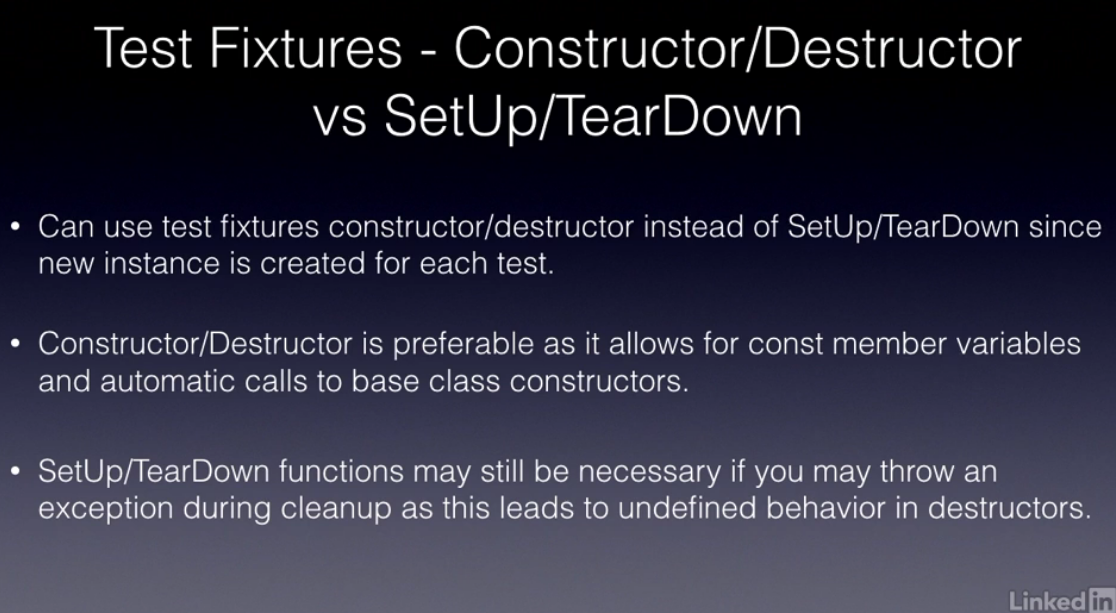 Test Fixtures - Constructor/Destructor
vs SetUp/TearDown
• Can use test fixtures constructor/destructor instead of SetUp/TearDown since
new instance is created for each test.
• Constructor/Destructor is preferable as it allows for const member variables
and automatic calls to base class constructors.
• SetUp/TearDown functions may still be necessary if you may throw an
exception during cleanup as this leads to undefined behavior in destructors.
Linked in